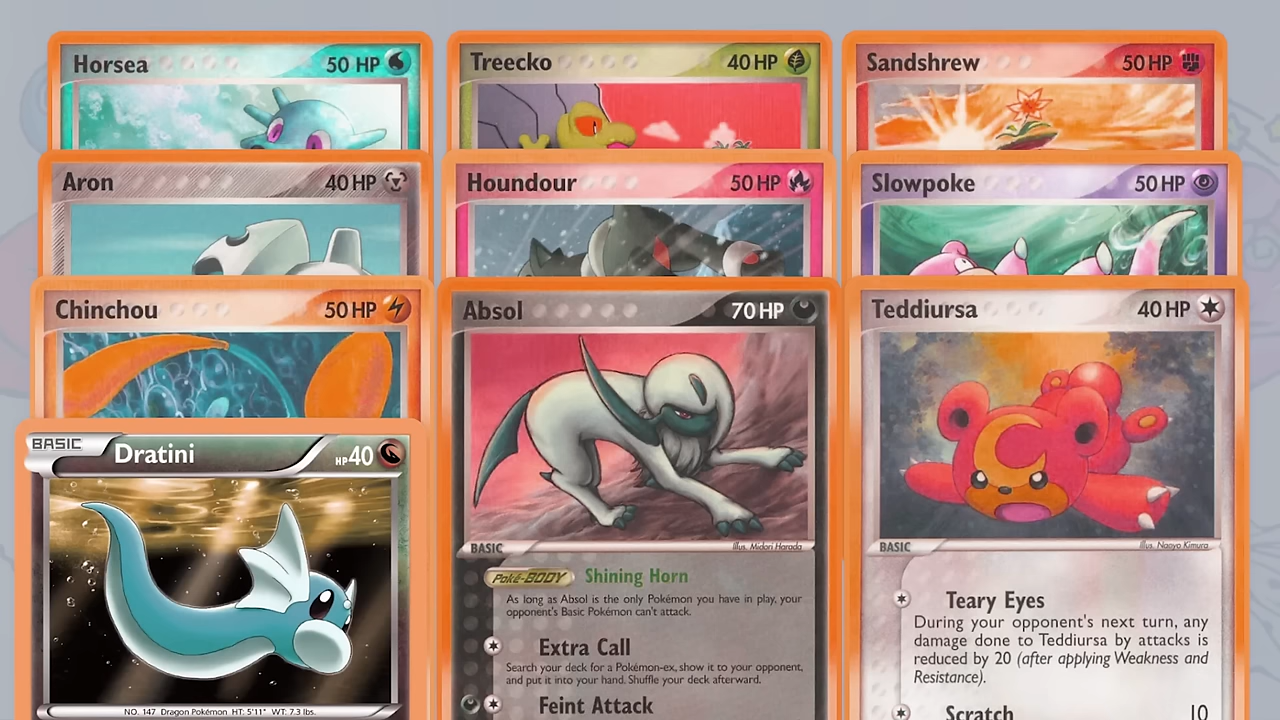 Horsea 50 HP
Treecko 40 HP
Sandshrew 50 HP
Aron 40 HP
Houndour 50 HP
Slowpoke 50 HP
Chinchou 50 HP
Absol 70 HP
Teddiursa 40 HP
BASIC Dratini HP40
NO. 147 Dragon Pokémon HT: 5'11" WT: 7.3 lbs.
BASIC Illus. Midori Harada
Poké-BODY Shining Horn
As long as Absol is the only Pokémon you have in play, your
opponent's Basic Pokémon can't attack.
Extra Call
Search your deck for a Pokémon-ex, show it to your opponent,
and put it into your hand. Shuffle your deck afterward.
Feint Attack
BASIC Illus. Naoyo Kimura
Teary Eyes
During your opponent's next turn, any
damage done to Teddiursa by attacks is
reduced by 20 (after applying Weakness and
Resistance).
Scratch 10